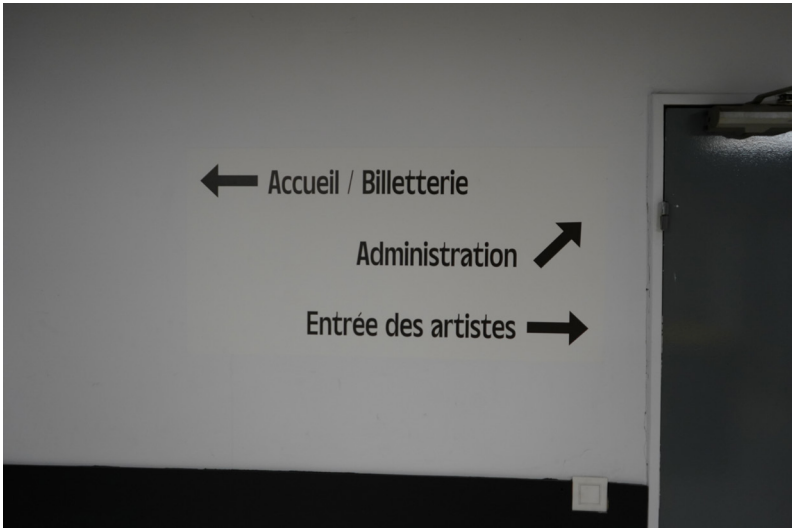 Accueil / Billetterie
Administration
Entrée des artistes